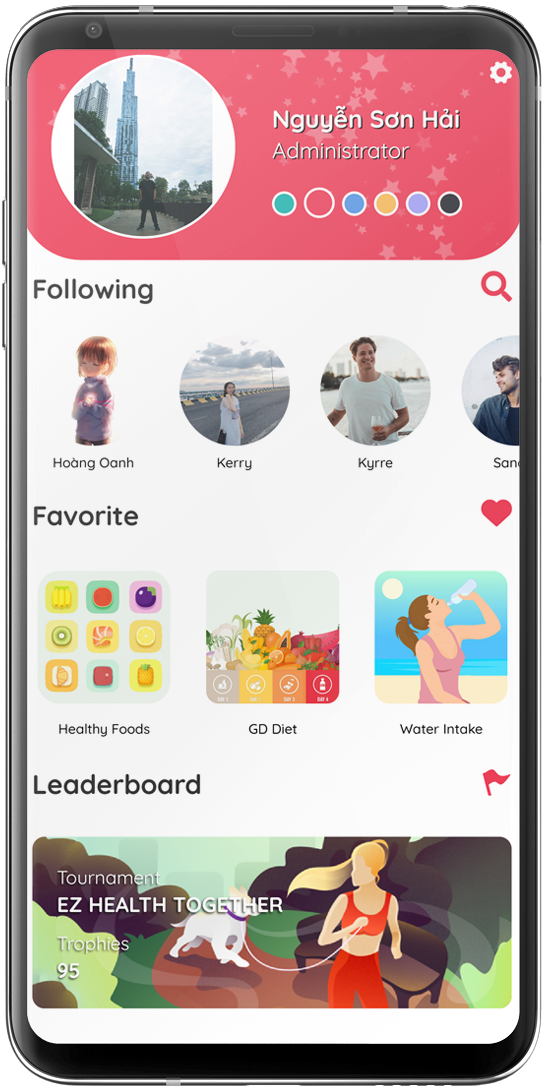 Nguyễn Sơn Hải
Administrator
Following
Hoàng Oanh
Kerry
Kyrre
Favorite
Healthy Foods
GD Diet
Water Intake
Leaderboard
Tournament
EZ HEALTH TOGETHER
Trophies
95